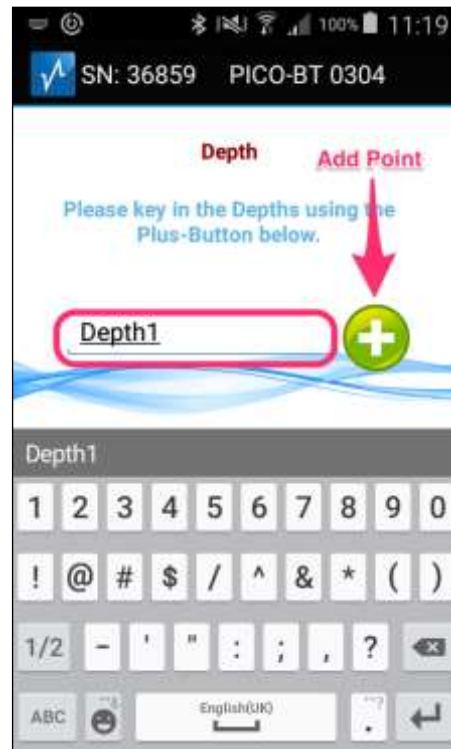 100% 11:19
SN: 36859 PICO-BT 0304
Depth
Add Point
Please key in the Depths using the
Plus-Button below.
Depth1
Depth1
1 2 3 4 5 6 7 8 9 0
! @ # $ / ^ & * ( )
1/2 - ' " : ; , ?
ABC English(UK) .